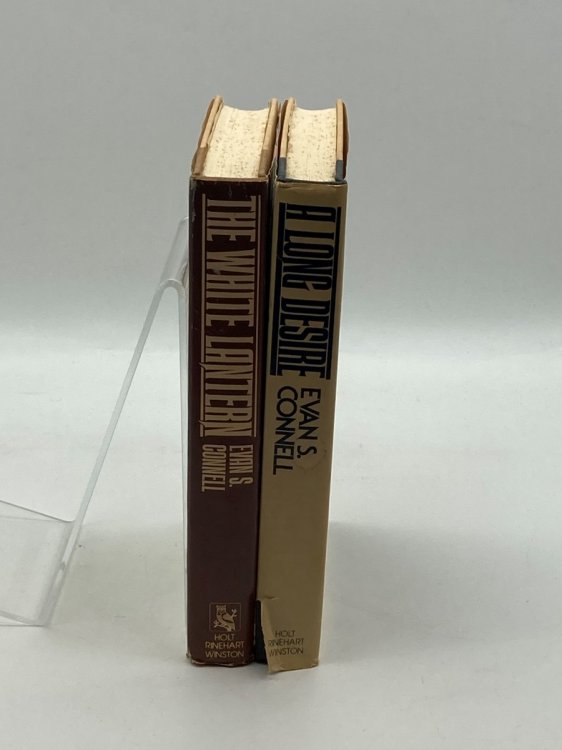 THE WHITE LANTERN
EVAN S.
CONNELL
HOLT
RINEHART
WINSTON
A LONG DESIRE
EVAN S.
CONNELL
HOLT
RINEHART
WINSTON